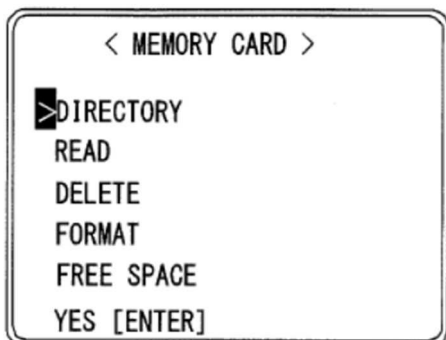 < MEMORY CARD >
>DIRECTORY
READ
DELETE
FORMAT
FREE SPACE
YES [ENTER]